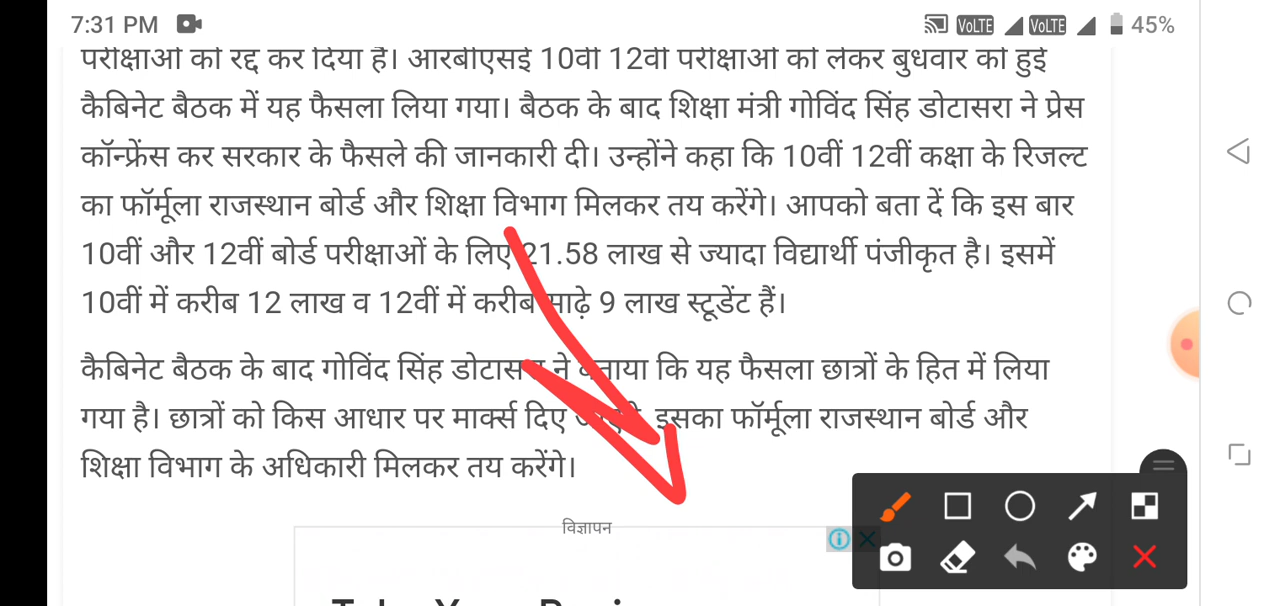 7:31 PM VoLTE VoLTE 45%
परीक्षाओं को रद्द कर दिया है। आरबीएसई 10वीं 12वीं परीक्षाओं को लेकर बुधवार को हुई
कैबिनेट बैठक में यह फैसला लिया गया। बैठक के बाद शिक्षा मंत्री गोविंद सिंह डोटासरा ने प्रेस
कॉन्फ्रेंस कर सरकार के फैसले की जानकारी दी। उन्होंने कहा कि 10वीं 12वीं कक्षा के रिजल्ट
का फॉर्मूला राजस्थान बोर्ड और शिक्षा विभाग मिलकर तय करेंगे। आपको बता दें कि इस बार
10वीं और 12वीं बोर्ड परीक्षाओं के लिए 21.58 लाख से ज्यादा विद्यार्थी पंजीकृत है। इसमें
10वीं में करीब 12 लाख व 12वीं में करीब साढ़े 9 लाख स्टूडेंट हैं।
कैबिनेट बैठक के बाद गोविंद सिंह डोटासरा ने बताया कि यह फैसला छात्रों के हित में लिया
गया है। छात्रों को किस आधार पर मार्क्स दिए इसका फॉर्मूला राजस्थान बोर्ड और
शिक्षा विभाग के अधिकारी मिलकर तय करेंगे।
विज्ञापन